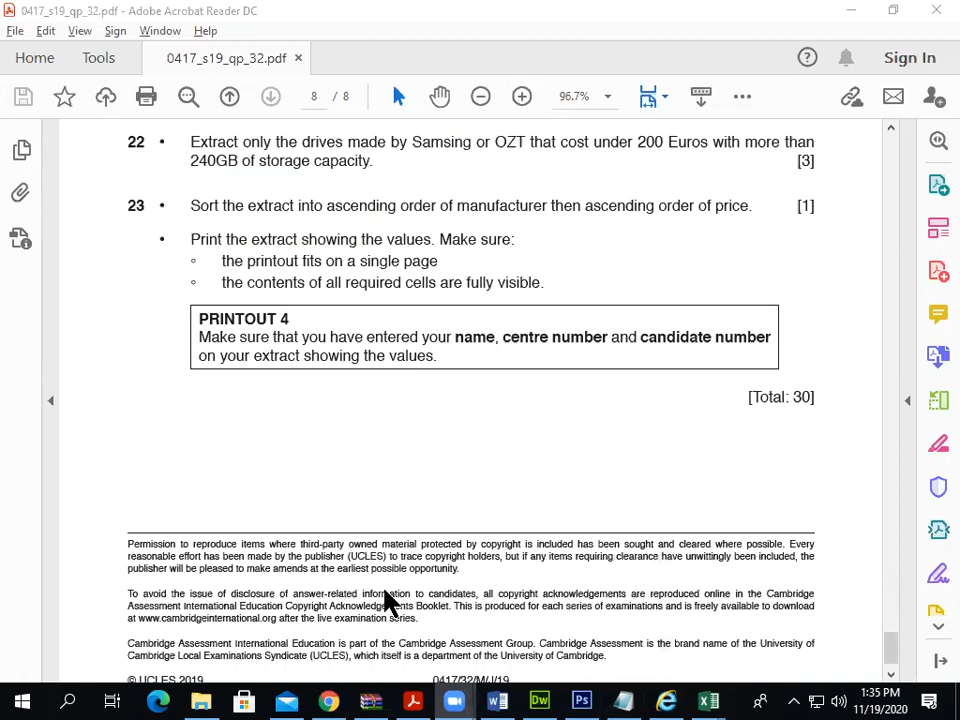 0417_s19_qp_32.pdf - Adobe Acrobat Reader DC
File Edit View Sign Window Help
Home Tools 0417_s19_qp_32.pdf × Sign In
8 / 8 96.7%
22 • Extract only the drives made by Samsing or OZT that cost under 200 Euros with more than
240GB of storage capacity. [3]
23 • Sort the extract into ascending order of manufacturer then ascending order of price. [1]
• Print the extract showing the values. Make sure:
◦ the printout fits on a single page
◦ the contents of all required cells are fully visible.
PRINTOUT 4
Make sure that you have entered your name, centre number and candidate number
on your extract showing the values.
[Total: 30]
Permission to reproduce items where third-party owned material protected by copyright is included has been sought and cleared where possible. Every
reasonable effort has been made by the publisher (UCLES) to trace copyright holders, but if any items requiring clearance have unwittingly been included, the
publisher will be pleased to make amends at the earliest possible opportunity.
To avoid the issue of disclosure of answer-related information to candidates, all copyright acknowledgements are reproduced online in the Cambridge
Assessment International Education Copyright Acknowledgements Booklet. This is produced for each series of examinations and is freely available to download
at www.cambridgeinternational.org after the live examination series.
Cambridge Assessment International Education is part of the Cambridge Assessment Group. Cambridge Assessment is the brand name of the University of
Cambridge Local Examinations Syndicate (UCLES), which itself is a department of the University of Cambridge.
© UCLES 2019 0417/32/M/J/19
Dw Ps
1:35 PM
11/19/2020